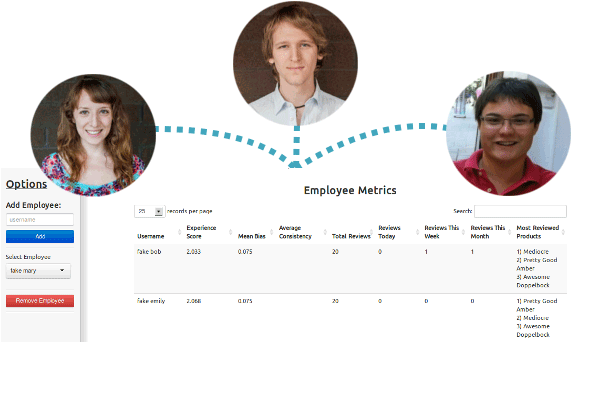 Options
Add Employee:
username
Add
Select Employee
fake mary
Remove Employee
Employee Metrics
25 records per page
Search:
Username Experience Score Mean Bias Average Consistency Total Reviews Reviews Today Reviews This Week Reviews This Month Most Reviewed Products
fake bob 2.033 0.075 20 0 1 1 1) Mediocre
2) Pretty Good
Amber
3) Awesome
Doppelbock
fake emily 2.068 0.075 20 0 0 0 1) Pretty Good
Amber
2) Mediocre
3) Awesome
Doppelbock